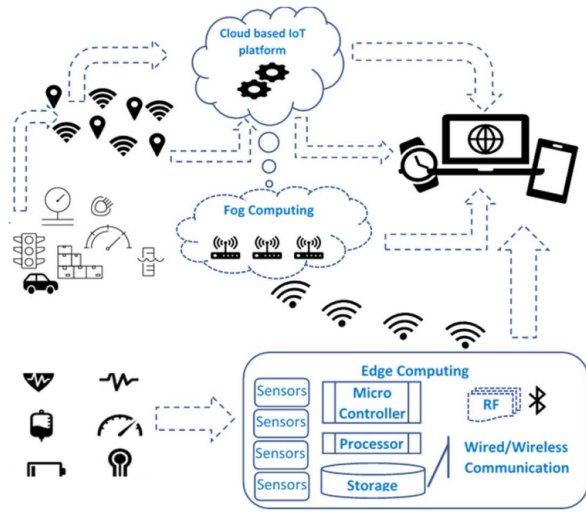 Cloud based IoT
platform
Fog Computing
Edge Computing
Sensors
Sensors
Sensors
Sensors
Micro
Controller
Processor
Storage
RF
Wired/Wireless
Communication